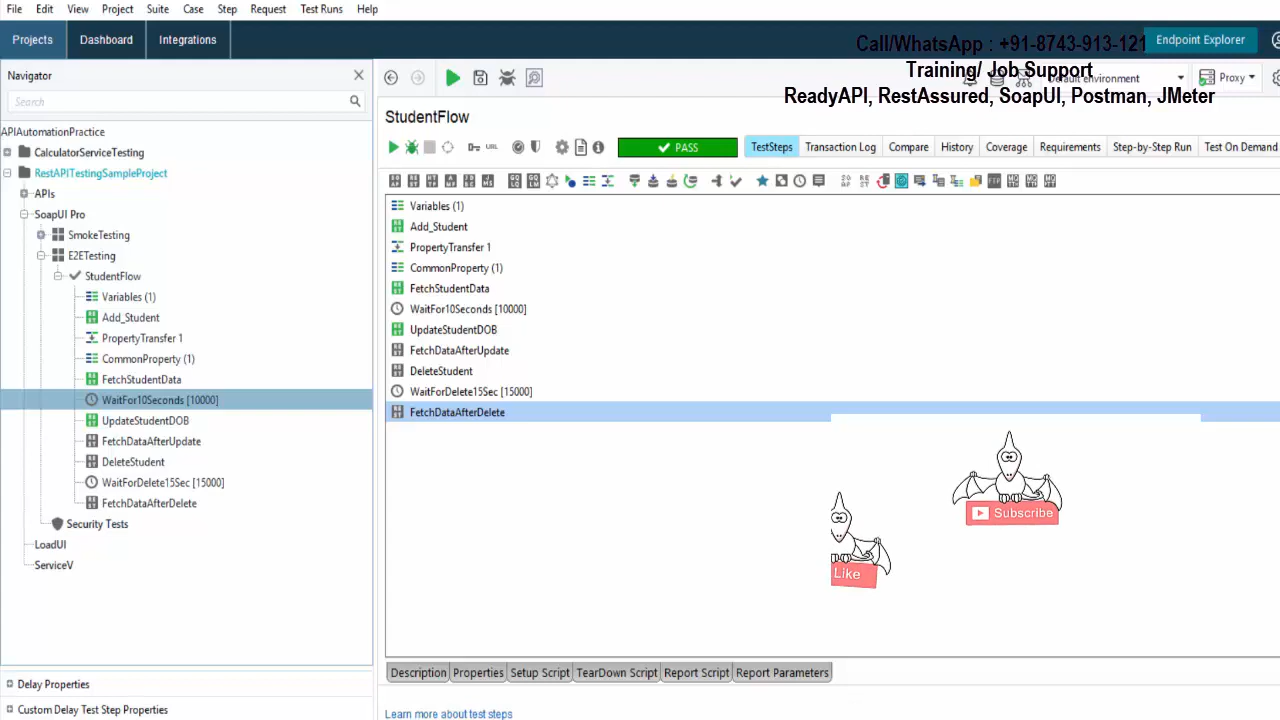 File Edit View Project Suite Case Step Request Test Runs Help
Projects Dashboard Integrations
Call/WhatsApp : +91-8743-913-121
Endpoint Explorer
Navigator
Training/ Job Support
Default environment
Proxy
Search
ReadyAPI, RestAssured, SoapUI, Postman, JMeter
StudentFlow
APIAutomationPractice
CalculatorServiceTesting
RestAPITestingSampleProject
APIs
SoapUI Pro
SmokeTesting
E2ETesting
StudentFlow
Variables (1)
Add_Student
PropertyTransfer 1
CommonProperty (1)
FetchStudentData
WaitFor10Seconds [10000]
UpdateStudentDOB
FetchDataAfterUpdate
DeleteStudent
WaitForDelete15Sec [15000]
FetchDataAfterDelete
Security Tests
LoadUI
ServiceV
Delay Properties
Custom Delay Test Step Properties
URL
PASS
TestSteps Transaction Log Compare History Coverage Requirements Step-by-Step Run Test On Demand
Variables (1)
Add_Student
PropertyTransfer 1
CommonProperty (1)
FetchStudentData
WaitFor10Seconds [10000]
UpdateStudentDOB
FetchDataAfterUpdate
DeleteStudent
WaitForDelete15Sec [15000]
FetchDataAfterDelete
Subscribe
Like
Description Properties Setup Script TearDown Script Report Script Report Parameters
Learn more about test steps